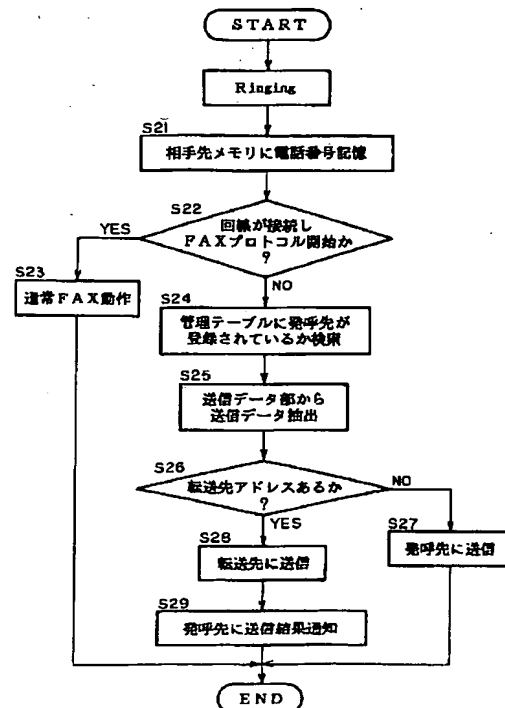 START
Ringing
S21
相手先メモリに電話番号記憶
S22
回線が接続し
FAXプロトコル開始か
?
YES
NO
S23
通常FAX動作
S24
管理テーブルに発呼先が
登録されているか検索
S25
送信データ部から
送信データ抽出
S26
転送先アドレスあるか
?
NO
YES
S27
発呼先に送信
S28
転送先に送信
S29
発呼先に送信結果通知
END